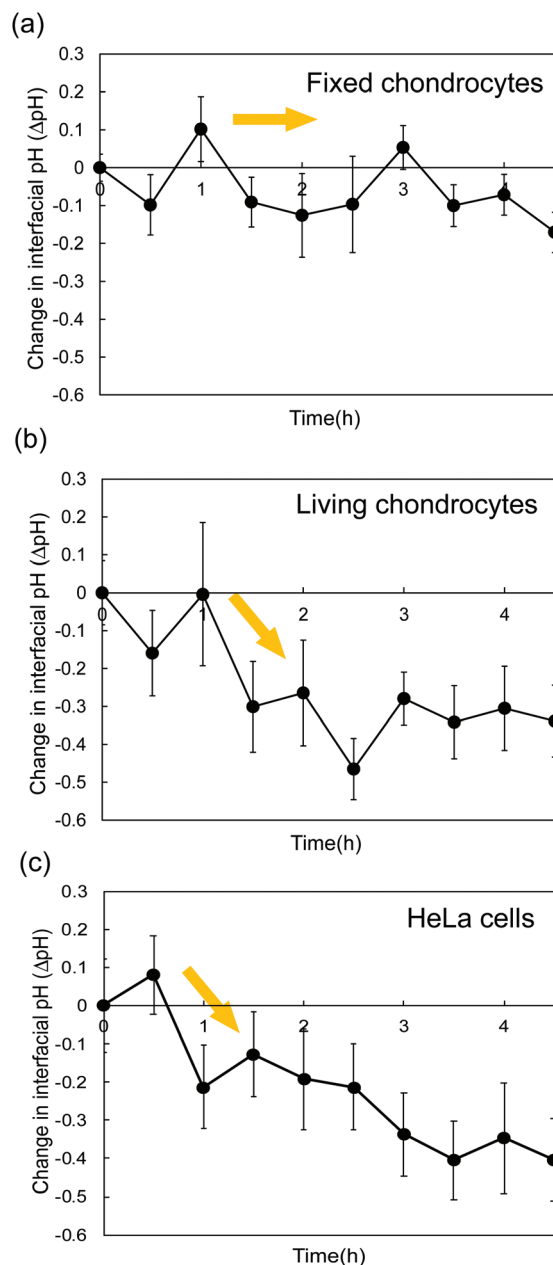 (a)
Change in interfacial pH (ΔpH)
0.3
0.2
0.1
0
-0.1
-0.2
-0.3
-0.4
-0.5
-0.6
Fixed chondrocytes
0 1 2 3 4
Time(h)
(b)
Change in interfacial pH (ΔpH)
0.3
0.2
0.1
0
-0.1
-0.2
-0.3
-0.4
-0.5
-0.6
Living chondrocytes
0 1 2 3 4
Time(h)
(c)
Change in interfacial pH (ΔpH)
0.3
0.2
0.1
0
-0.1
-0.2
-0.3
-0.4
-0.5
-0.6
HeLa cells
0 1 2 3 4
Time(h)